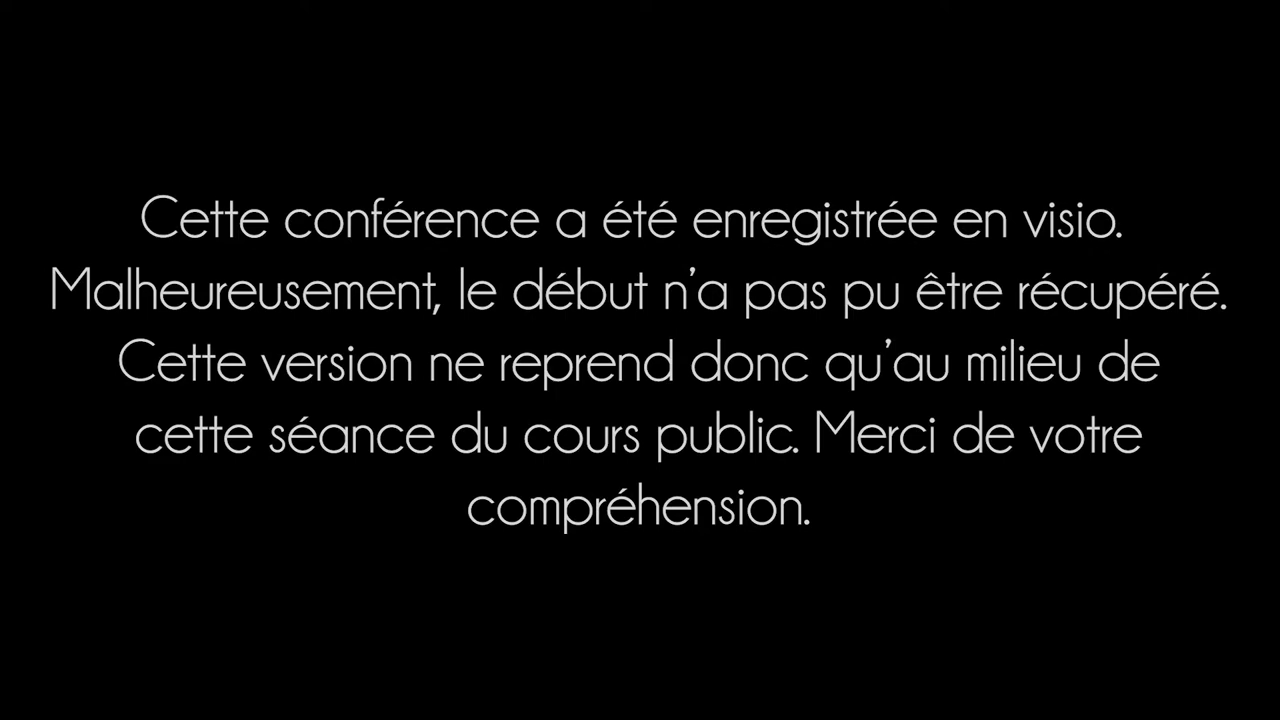 Cette conférence a été enregistrée en visio.
Malheureusement, le début n'a pas pu être récupéré.
Cette version ne reprend donc qu'au milieu de
cette séance du cours public. Merci de votre
compréhension.